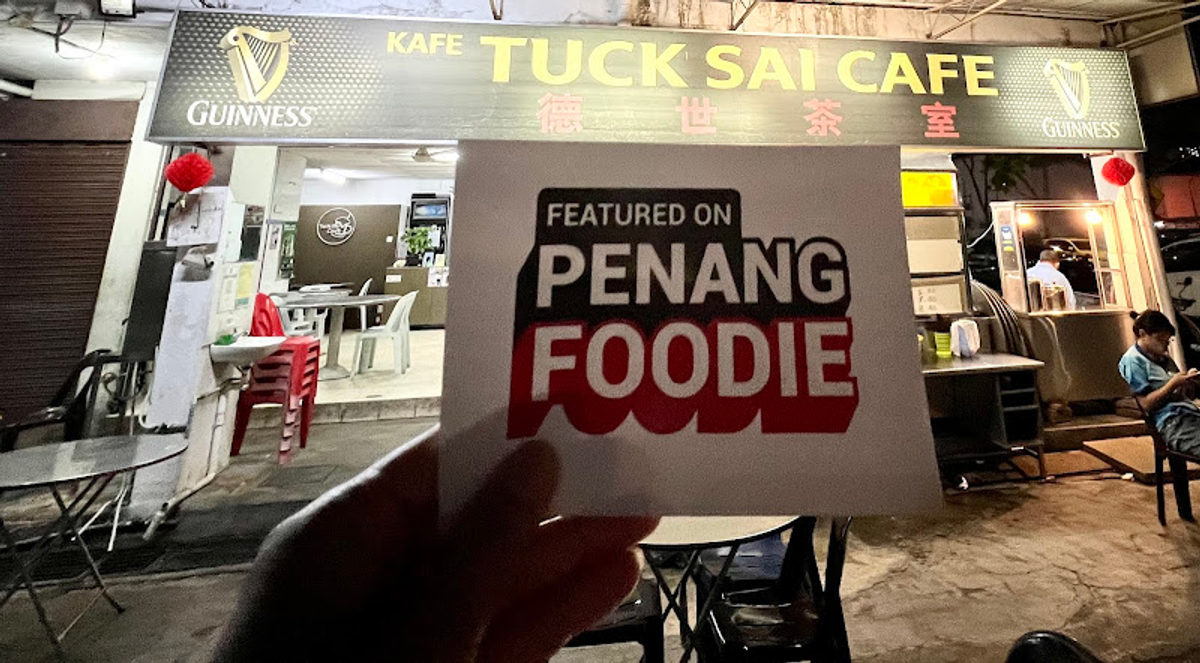 KAFE TUCK SAI CAFE
德世茶室
GUINNESS
GUINNESS
FEATURED ON
PENANG
FOODIE